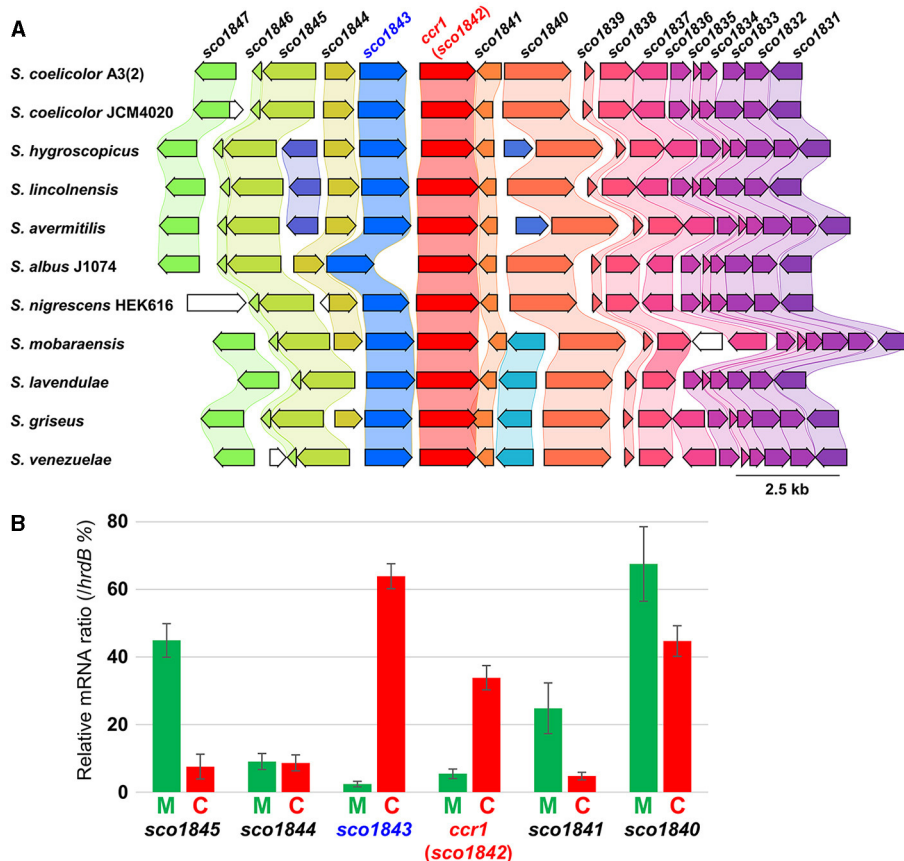 A
sco1847 sco1846 sco1845 sco1844 sco1843 ccr1 (sco1842) sco1841 sco1840 sco1839 sco1838 sco1837 sco1836 sco1835 sco1834 sco1833 sco1832 sco1831
S. coelicolor A3(2)
S. coelicolor JCM4020
S. hygroscopicus
S. lincolnensis
S. avermitilis
S. albus J1074
S. nigrescens HEK616
S. mobaraensis
S. lavendulae
S. griseus
S. venezuelae
2.5 kb
B
Relative mRNA ratio (/hrdB %)
80
60
40
20
0
M C M C M C M C M C M C
sco1845 sco1844 sco1843 ccr1 sco1841 sco1840
(sco1842)